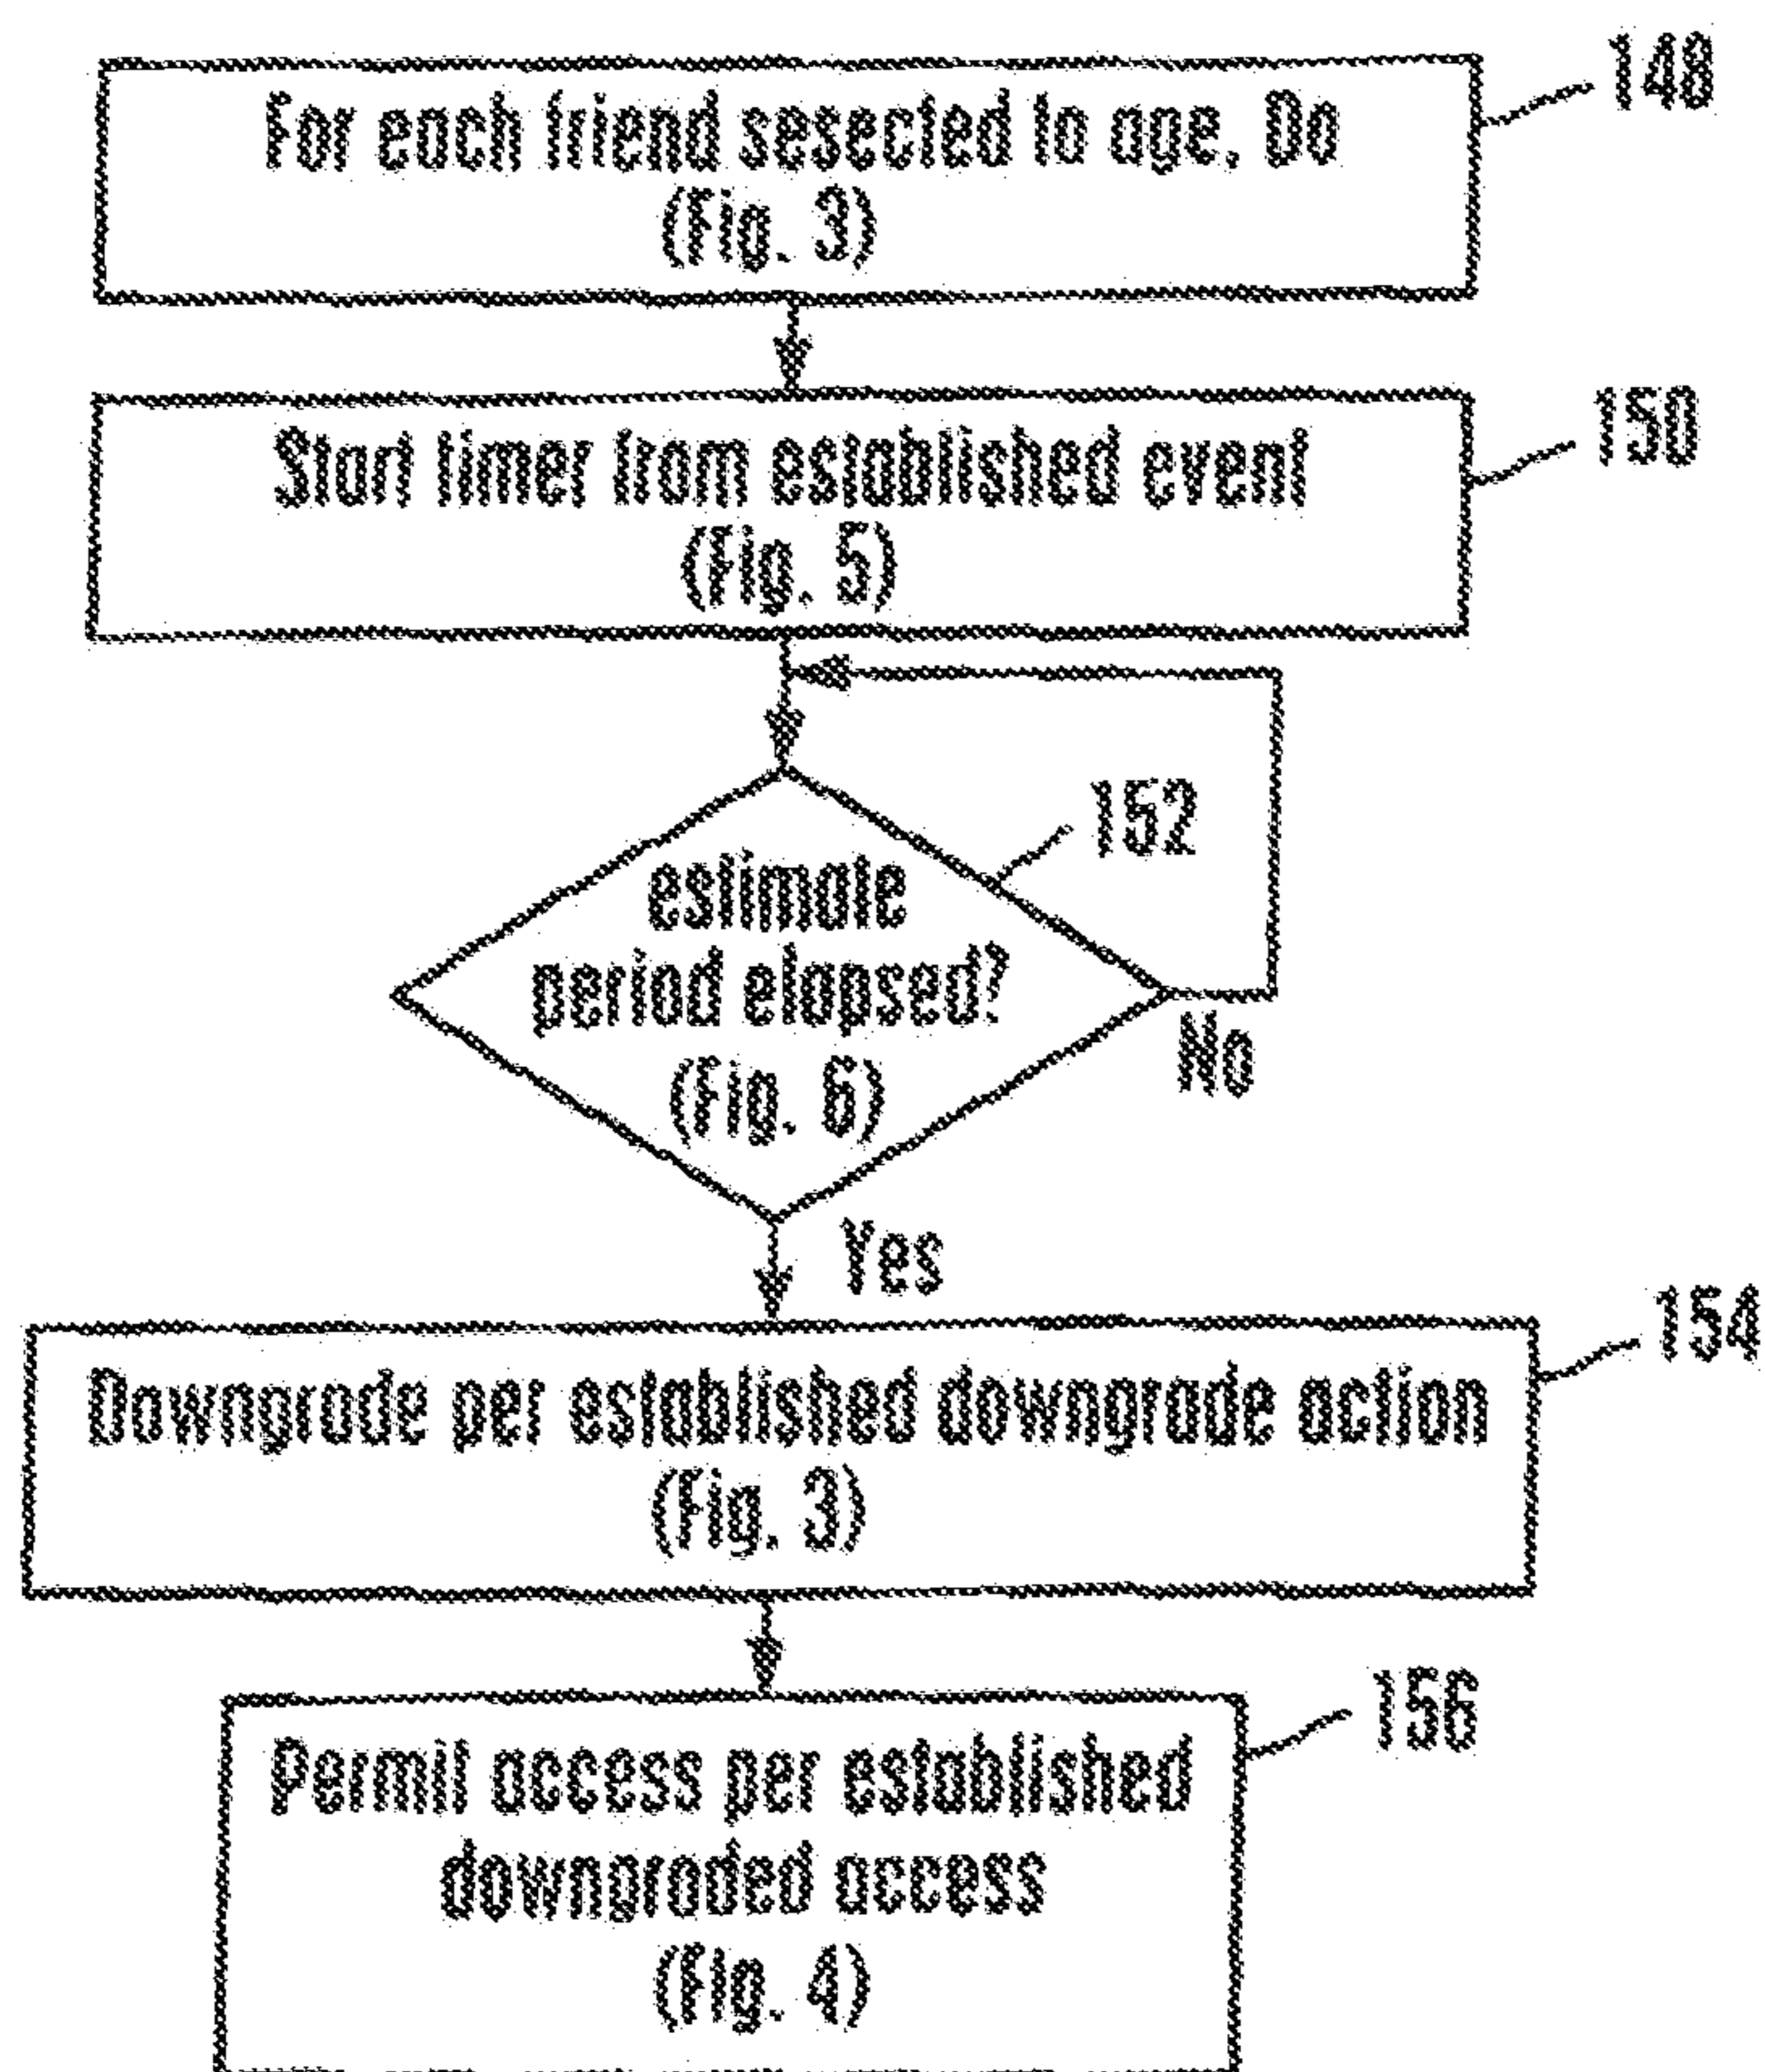 For each friend sesected to age, Do
(Fig. 3)
148
Start timer from established event
(Fig. 5)
150
152
estimate
period elapsed?
(Fig. 6)
No
Yes
Downgrade per established downgrade action
(Fig. 3)
154
Permit access per established
downgraded access
(Fig. 4)
156